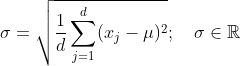 σ = √(1/d ∑_{j=1}^{d} (x_j − μ)²);  σ ∈ ℝ